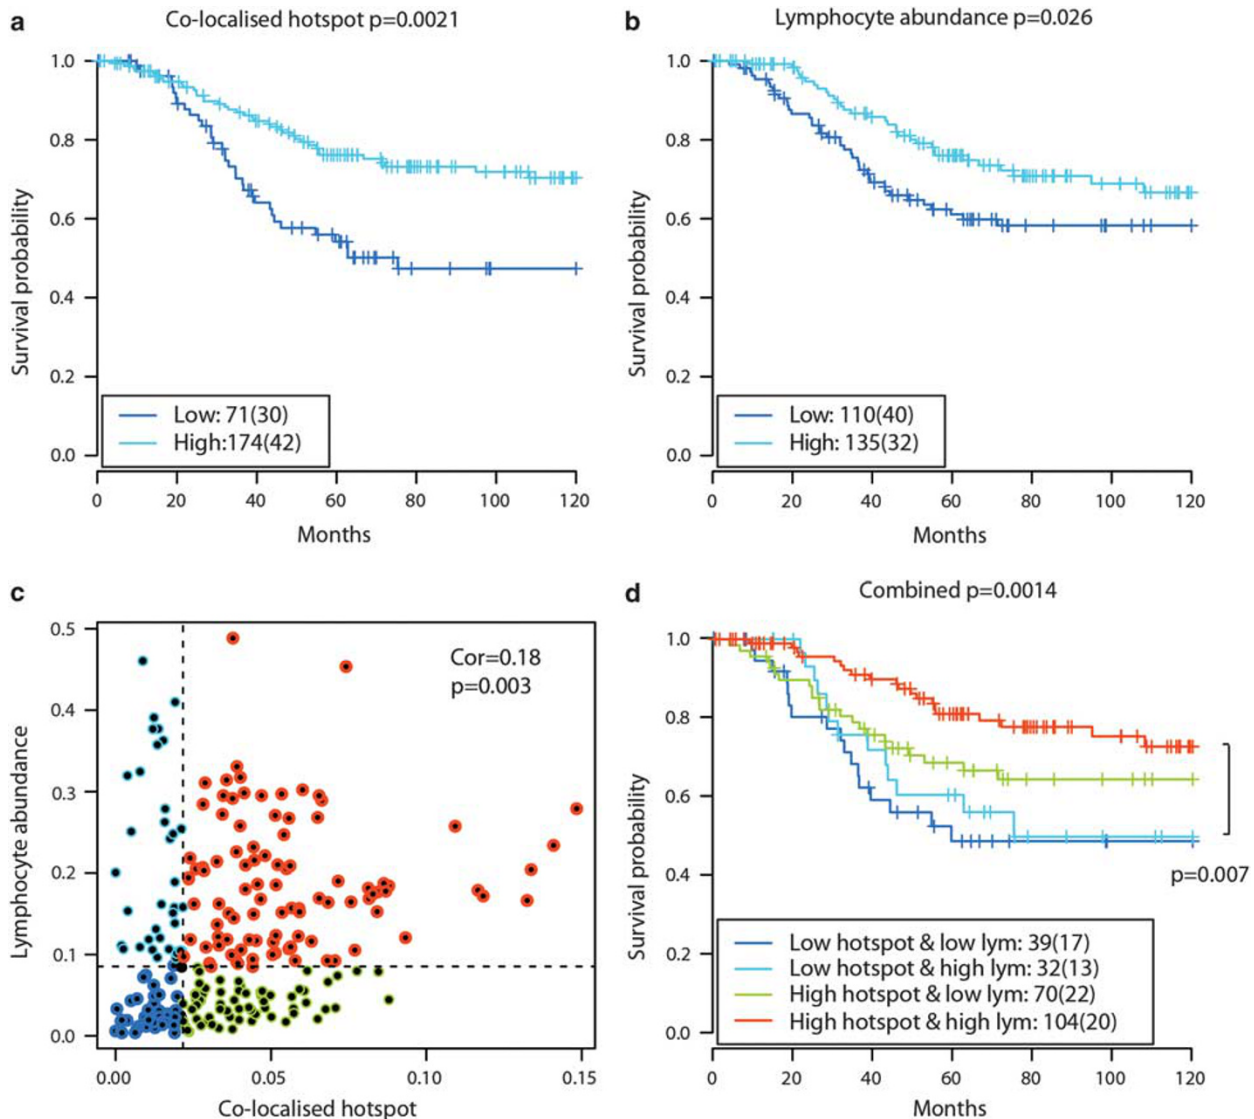 a
Co-localised hotspot p=0.0021
1.0
0.8
0.6
0.4
0.2
0.0
Survival probability
Low: 71(30)
High:174(42)
0 20 40 60 80 100 120
Months
b
Lymphocyte abundance p=0.026
1.0
0.8
0.6
0.4
0.2
0.0
Survival probability
Low: 110(40)
High: 135(32)
0 20 40 60 80 100 120
Months
c
0.5
0.4
0.3
0.2
0.1
0.0
Lymphocyte abundance
Cor=0.18
p=0.003
0.00 0.05 0.10 0.15
Co-localised hotspot
d
Combined p=0.0014
1.0
0.8
0.6
0.4
0.2
0.0
Survival probability
p=0.007
Low hotspot & low lym: 39(17)
Low hotspot & high lym: 32(13)
High hotspot & low lym: 70(22)
High hotspot & high lym: 104(20)
0 20 40 60 80 100 120
Months